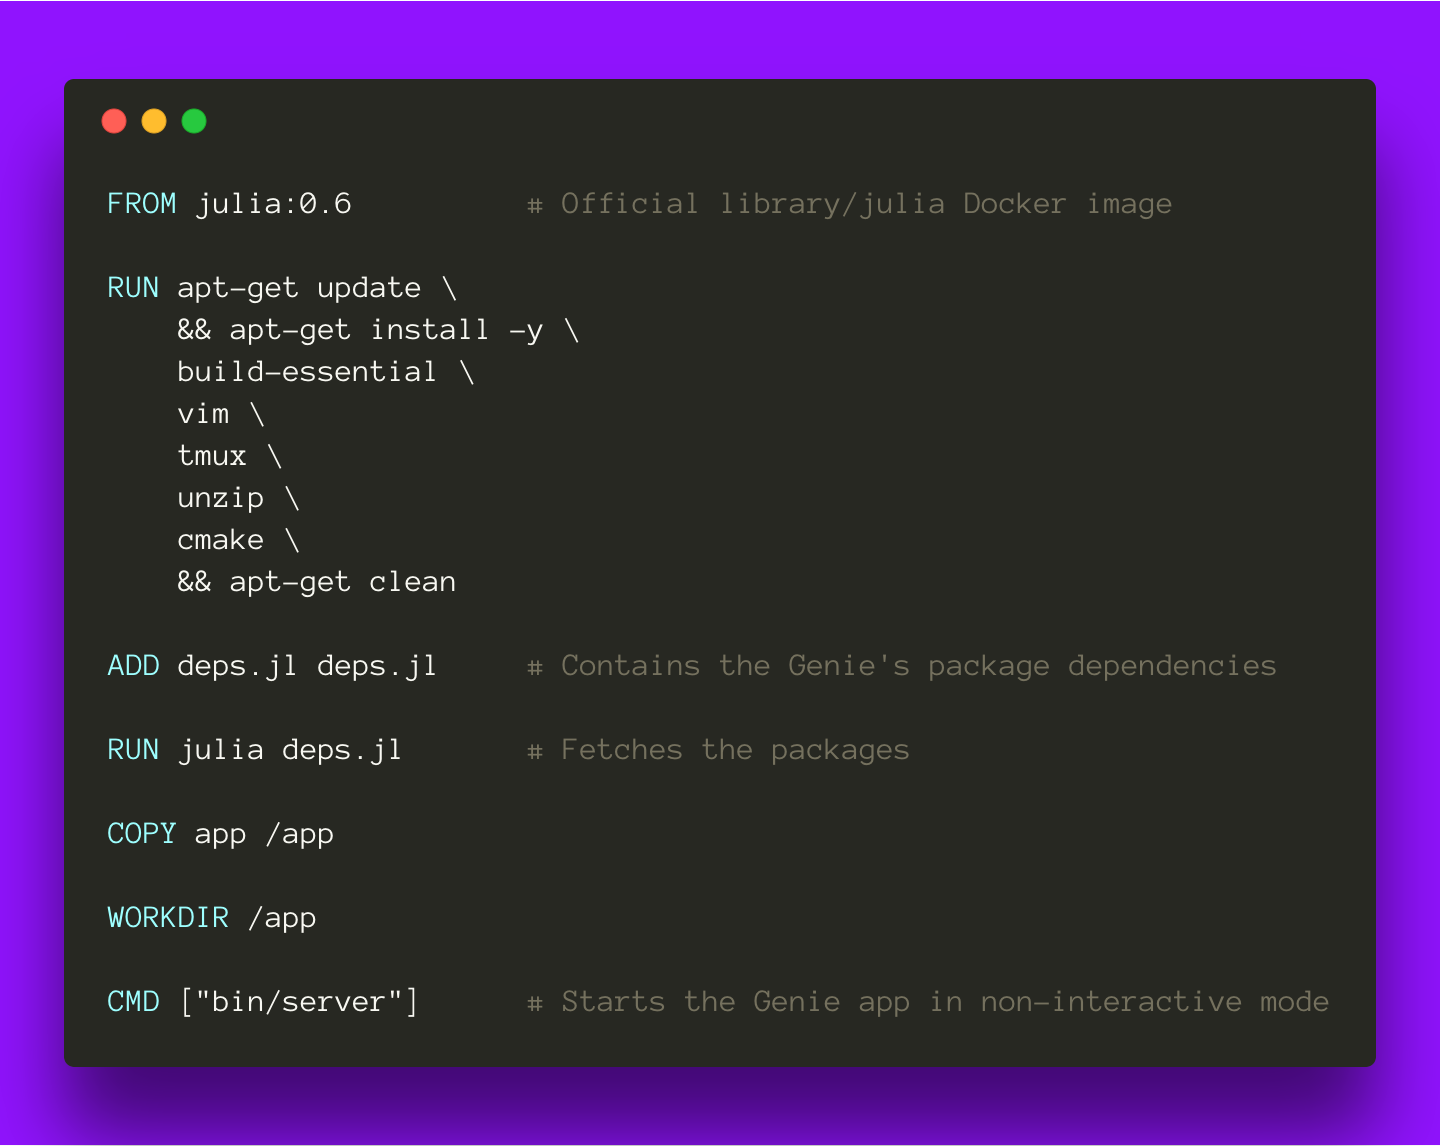 FROM julia:0.6          # Official library/julia Docker image
RUN apt-get update \
    && apt-get install -y \
    build-essential \
    vim \
    tmux \
    unzip \
    cmake \
    && apt-get clean
ADD deps.jl deps.jl     # Contains the Genie's package dependencies
RUN julia deps.jl       # Fetches the packages
COPY app /app
WORKDIR /app
CMD ["bin/server"]      # Starts the Genie app in non-interactive mode